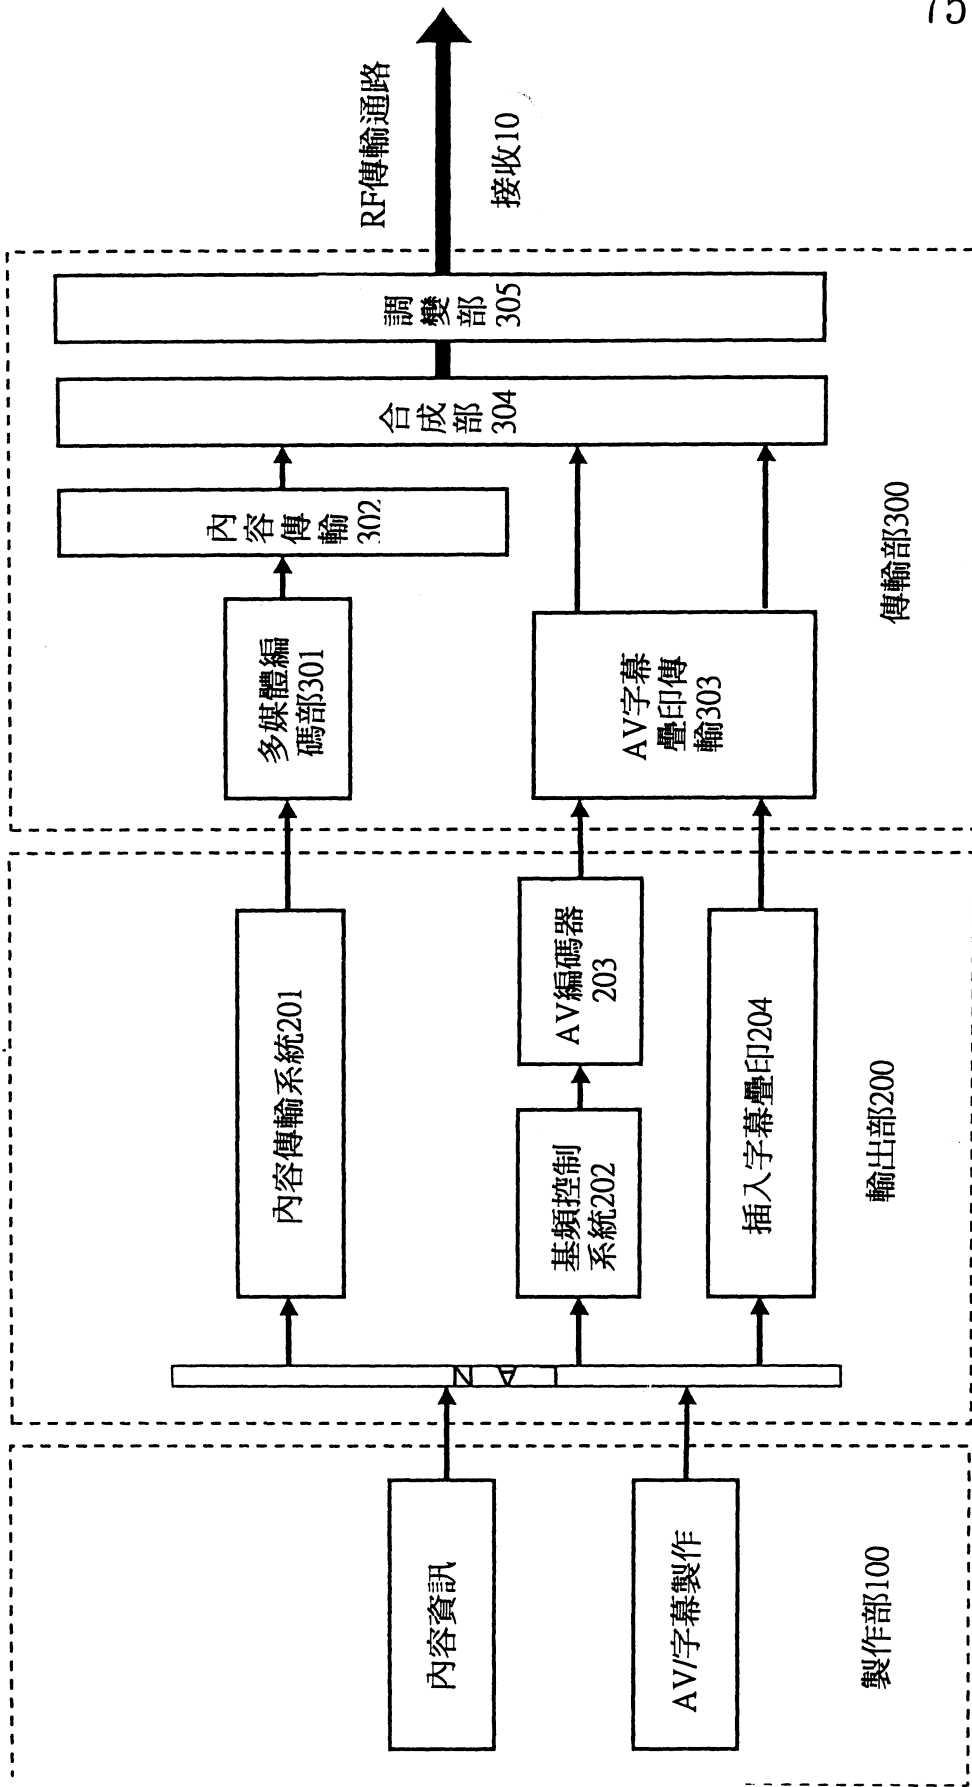 75
內容資訊
AV/字幕製作
製作部100
N
A
內容傳輸系統201
基頻控制
系統202
AV編碼器
203
插入字幕疊印204
輸出部200
多媒體編
碼部301
內容傳輸302
AV字幕
疊印傳
輸303
合成部304
調變部305
傳輸部300
RF傳輸通路
接收10